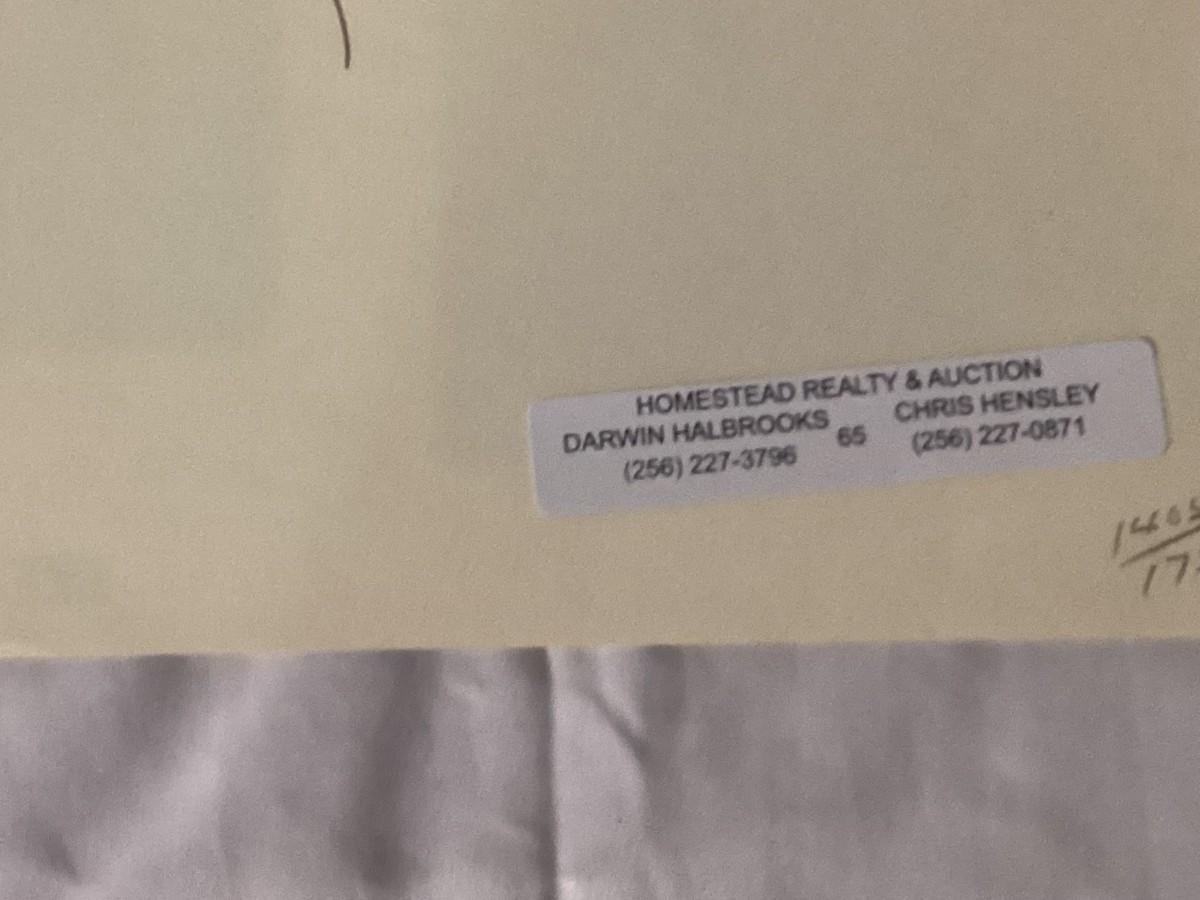 HOMESTEAD REALTY & AUCTION
DARWIN HALBROOKS 65 CHRIS HENSLEY
(256) 227-3796 (256) 227-0871